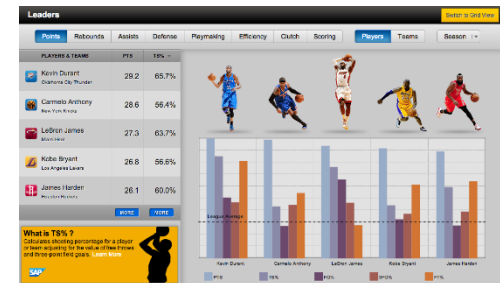 Leaders
Switch to Grid View
Points Rebounds Assists Defense Playmaking Efficiency Clutch Scoring Players Teams Season
PLAYERS & TEAMS PTS TS%
Kevin Durant 29.2 65.7%
Oklahoma City Thunder
Carmelo Anthony 28.6 56.4%
New York Knicks
LeBron James 27.3 63.7%
Miami Heat
Kobe Bryant 26.8 56.6%
Los Angeles Lakers
James Harden 26.1 60.0%
Houston Rockets
MORE MORE
What is TS% ?
Calculates shooting percentage for a player
or team adjusting for the value of free throws
and three-point field goals. Learn
More
SAP
League Average
Kevin Durant Carmelo Anthony LeBron James Kobe Bryant James Harden
PTS TS% FG% 3PG% FT%